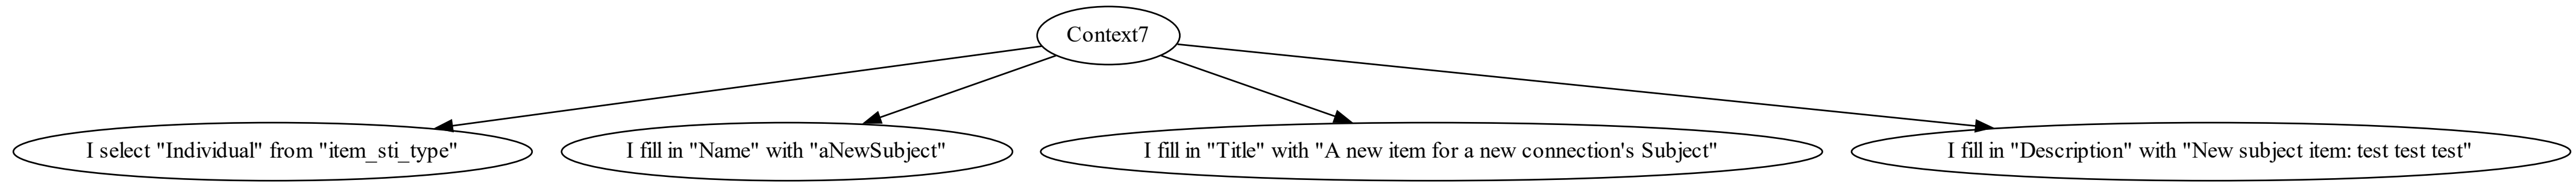 Context7
I select "Individual" from "item_sti_type"
I fill in "Name" with "aNewSubject"
I fill in "Title" with "A new item for a new connection's Subject"
I fill in "Description" with "New subject item: test test test"